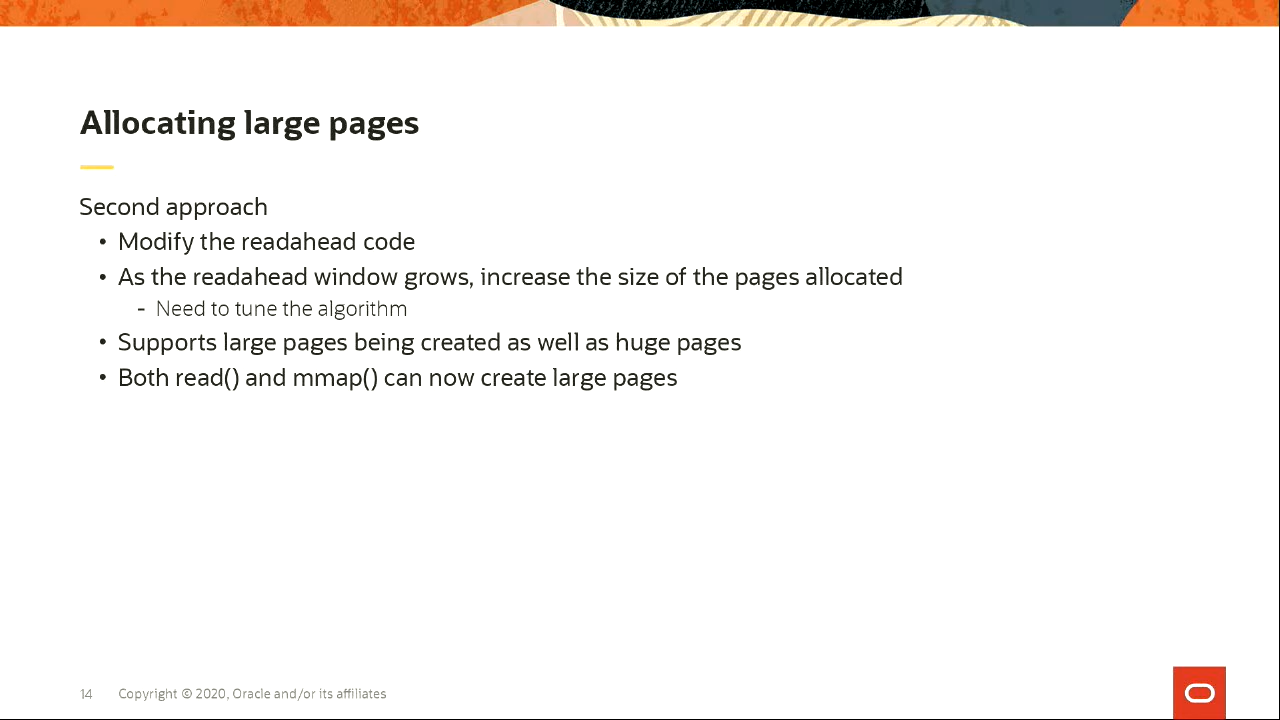 Allocating large pages
Second approach
• Modify the readahead code
• As the readahead window grows, increase the size of the pages allocated
- Need to tune the algorithm
• Supports large pages being created as well as huge pages
• Both read() and mmap() can now create large pages
14 Copyright © 2020, Oracle and/or its affiliates